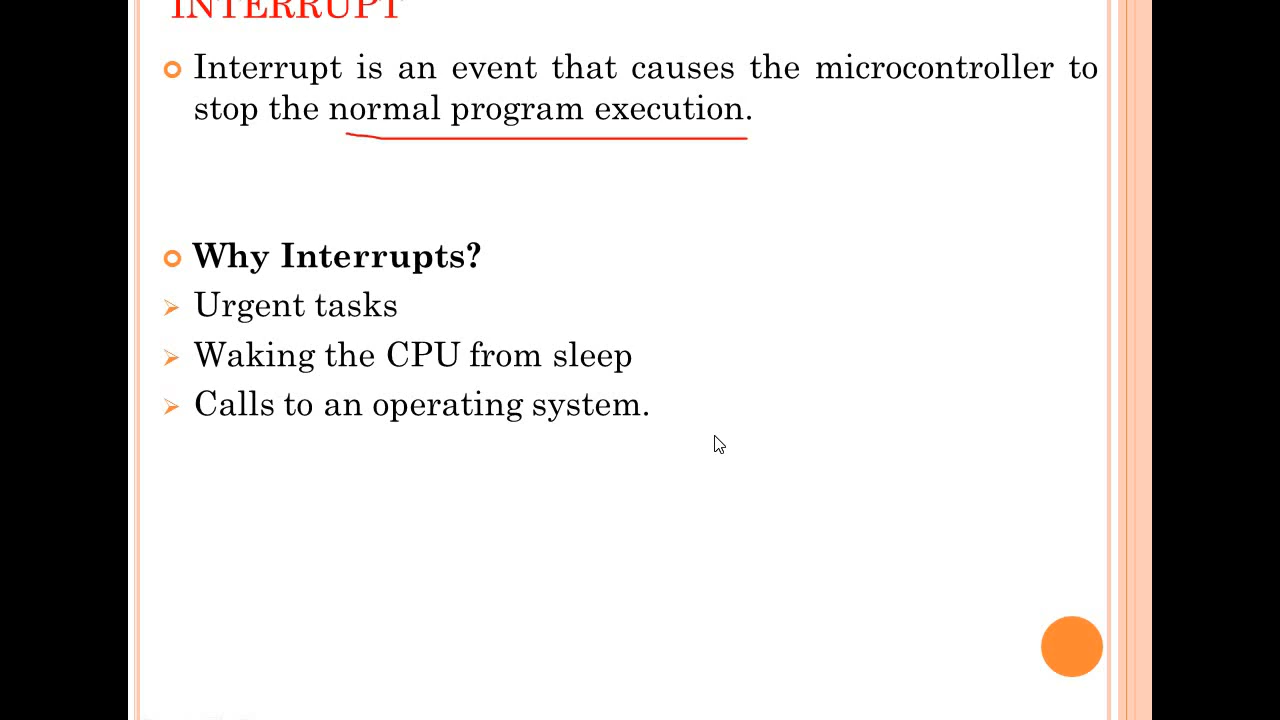 INTERRUPT
Interrupt is an event that causes the microcontroller to
stop the normal program execution.
Why Interrupts?
Urgent tasks
Waking the CPU from sleep
Calls to an operating system.